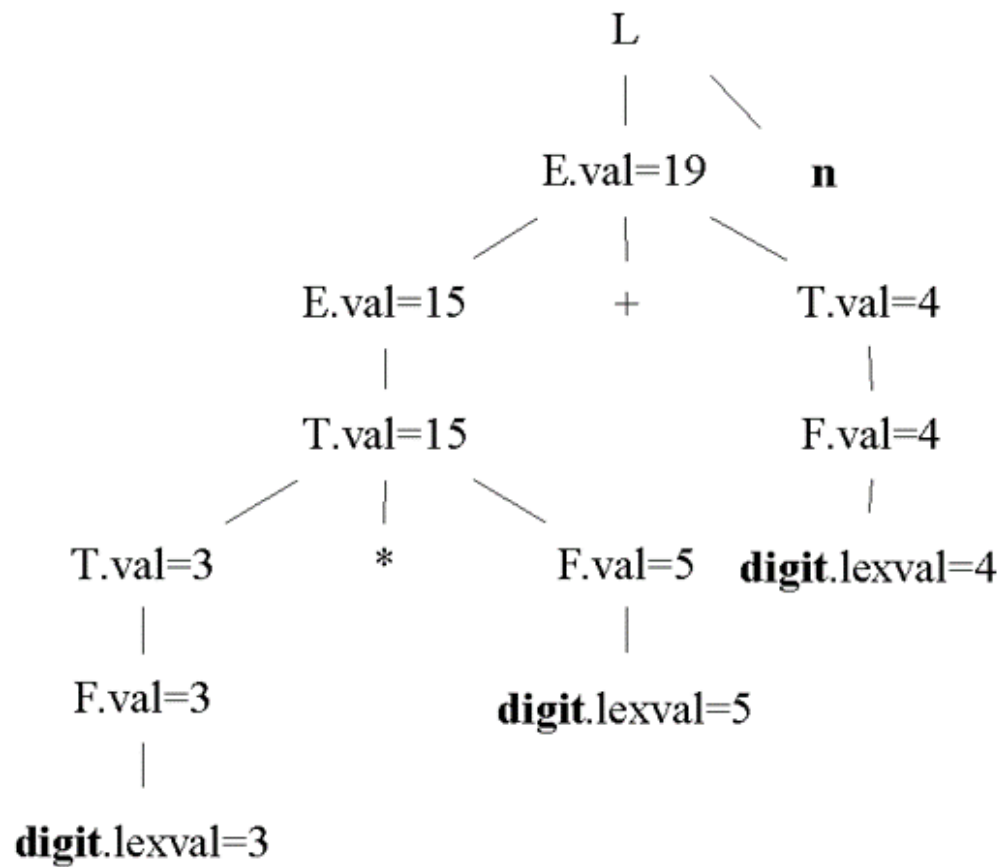 L
E.val=19 n
E.val=15 + T.val=4
T.val=15 F.val=4
T.val=3 * F.val=5 digit.lexval=4
F.val=3 digit.lexval=5
digit.lexval=3